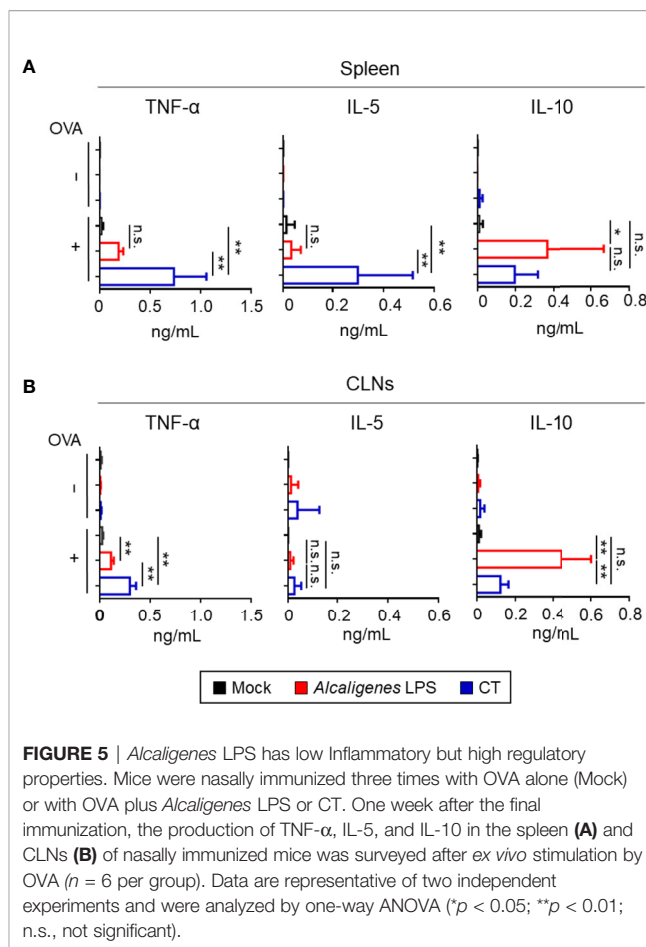 A
Spleen
TNF-α IL-5 IL-10
OVA
−
+
n.s. ** **
n.s. ** **
* n.s. n.s.
0 0.5 1.0 1.5
ng/mL
0 0.2 0.4 0.6
ng/mL
0 0.2 0.4 0.6 0.8
ng/mL
B
CLNs
TNF-α IL-5 IL-10
OVA
−
+
** ** **
n.s. n.s. n.s.
** ** n.s.
0 0.5 1.0 1.5
ng/mL
0 0.2 0.4 0.6
ng/mL
0 0.2 0.4 0.6 0.8
ng/mL
Mock Alcaligenes LPS CT
FIGURE 5 | Alcaligenes LPS has low Inflammatory but high regulatory
properties. Mice were nasally immunized three times with OVA alone (Mock)
or with OVA plus Alcaligenes LPS or CT. One week after the final
immunization, the production of TNF-α, IL-5, and IL-10 in the spleen (A) and
CLNs (B) of nasally immunized mice was surveyed after ex vivo stimulation by
OVA (n = 6 per group). Data are representative of two independent
experiments and were analyzed by one-way ANOVA (*p < 0.05; **p < 0.01;
n.s., not significant).